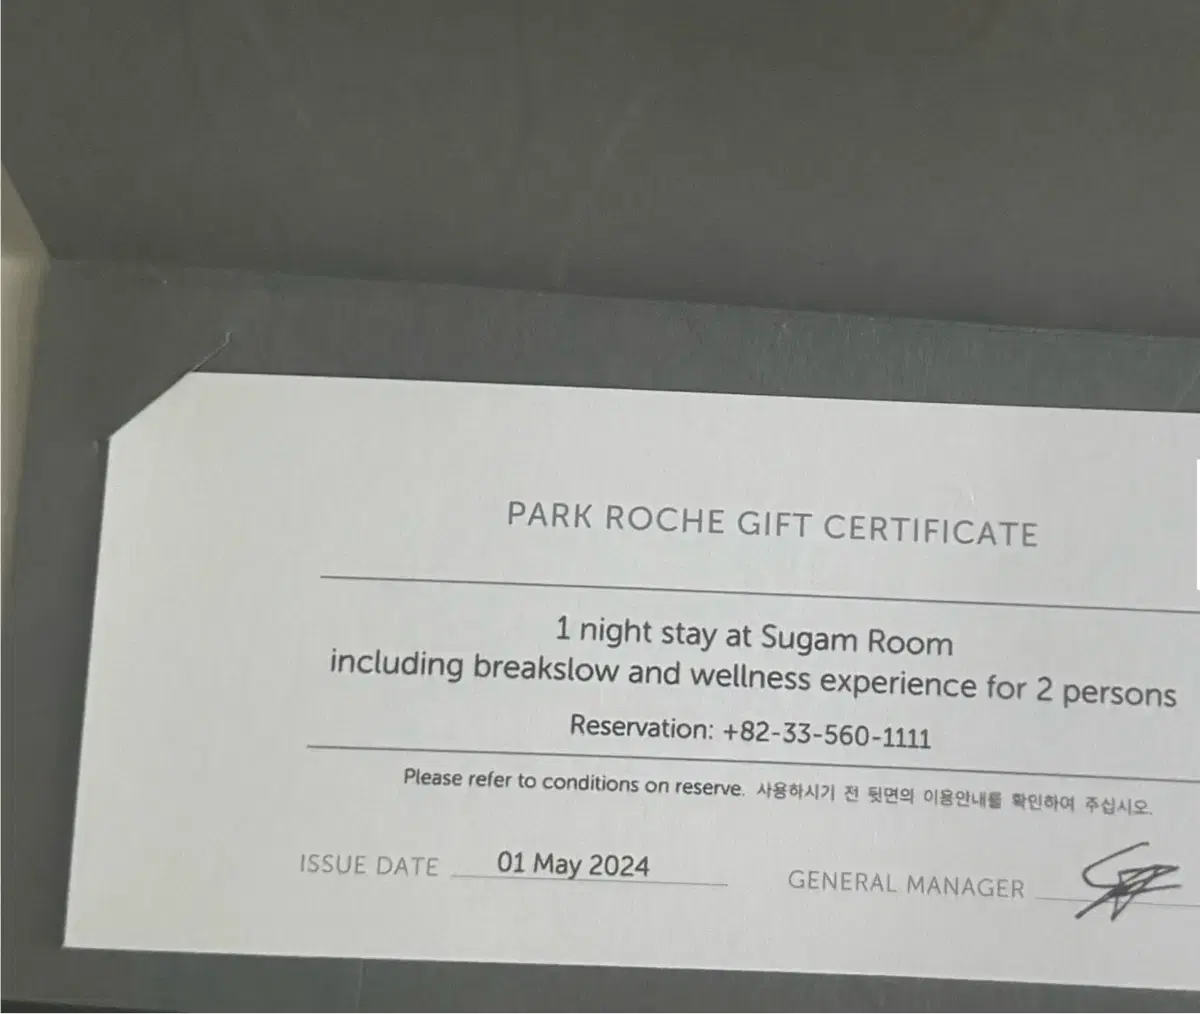 PARK ROCHE GIFT CERTIFICATE
1 night stay at Sugam Room
including breakslow and wellness experience for 2 persons
Reservation: +82-33-560-1111
Please refer to conditions on reserve. 사용하시기 전 뒷면의 이용안내를 확인하여 주십시오.
ISSUE DATE 01 May 2024 GENERAL MANAGER